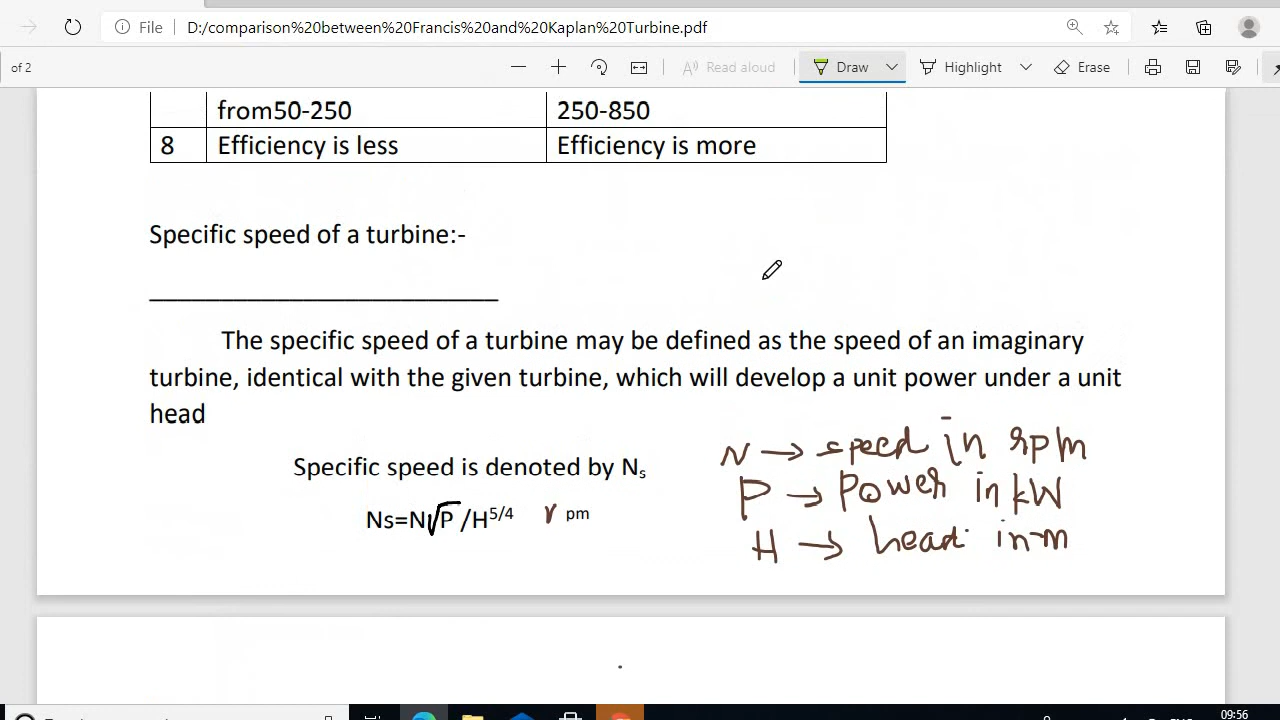 File D:/comparison%20between%20Francis%20and%20Kaplan%20Turbine.pdf
of 2 Read aloud Draw Highlight Erase
from50-250 250-850
8 Efficiency is less Efficiency is more
Specific speed of a turbine:-
The specific speed of a turbine may be defined as the speed of an imaginary
turbine, identical with the given turbine, which will develop a unit power under a unit
head
N → speed in rpm
Specific speed is denoted by Ns
P → Power in kW
Ns=N√P /H5/4 r pm
H → head in m
09:56